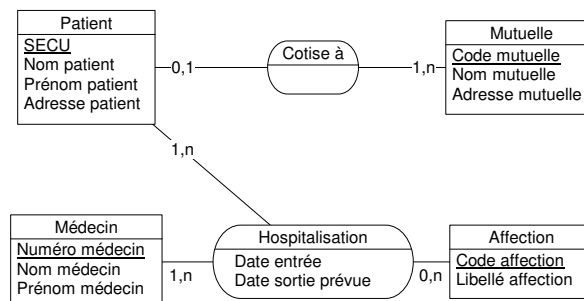 Patient
SECU
Nom patient
Prénom patient
Adresse patient
0,1
Cotise à
1,n
Mutuelle
Code mutuelle
Nom mutuelle
Adresse mutuelle
1,n
Médecin
Numéro médecin
Nom médecin
Prénom médecin
1,n
Hospitalisation
Date entrée
Date sortie prévue
0,n
Affection
Code affection
Libellé affection